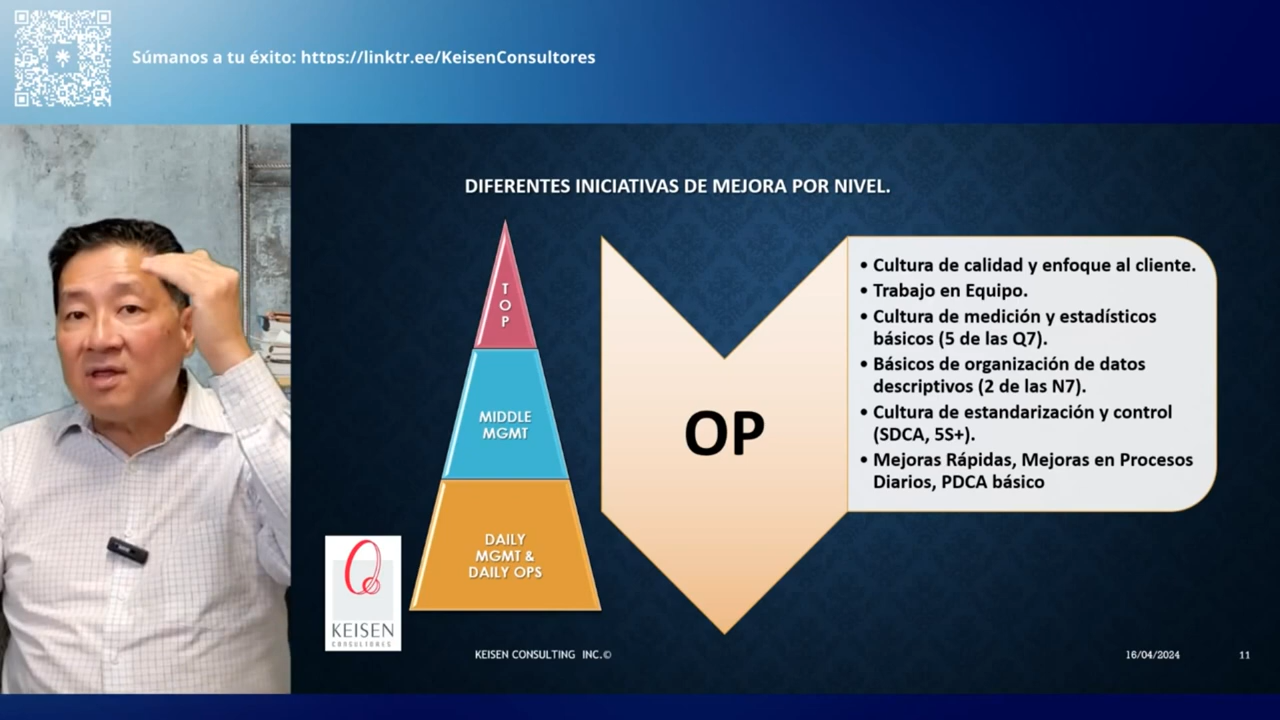 Súmanos a tu éxito: https://linktr.ee/KeisenConsultores
DIFERENTES INICIATIVAS DE MEJORA POR NIVEL.
T
O
P
MIDDLE
MGMT
DAILY
MGMT &
DAILY OPS
OP
• Cultura de calidad y enfoque al cliente.
• Trabajo en Equipo.
• Cultura de medición y estadísticos
básicos (5 de las Q7).
• Básicos de organización de datos
descriptivos (2 de las N7).
• Cultura de estandarización y control
(SDCA, 5S+).
• Mejoras Rápidas, Mejoras en Procesos
Diarios, PDCA básico
KEISEN
CONSULTORES
KEISEN CONSULTING INC.©
16/04/2024
11